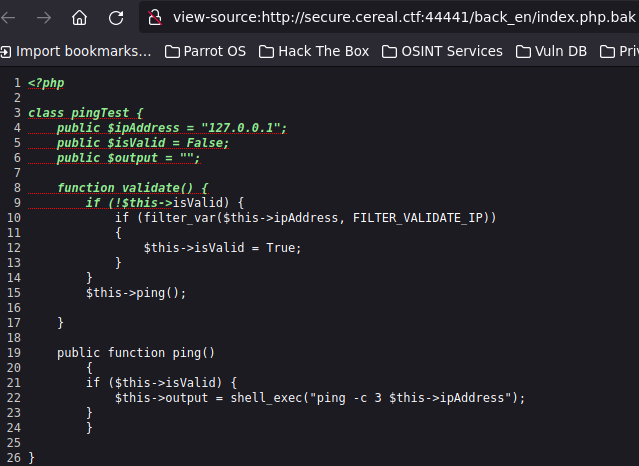 view-source:http://secure.cereal.ctf:44441/back_en/index.php.bak
Import bookmarks... Parrot OS Hack The Box OSINT Services Vuln DB Pri
1 <?php
2
3 class pingTest {
4     public $ipAddress = "127.0.0.1";
5     public $isValid = False;
6     public $output = "";
7
8     function validate() {
9         if (!$this->isValid) {
10             if (filter_var($this->ipAddress, FILTER_VALIDATE_IP))
11             {
12                 $this->isValid = True;
13             }
14         }
15         $this->ping();
16
17     }
18
19     public function ping()
20         {
21         if ($this->isValid) {
22             $this->output = shell_exec("ping -c 3 $this->ipAddress");
23         }
24         }
25
26 }